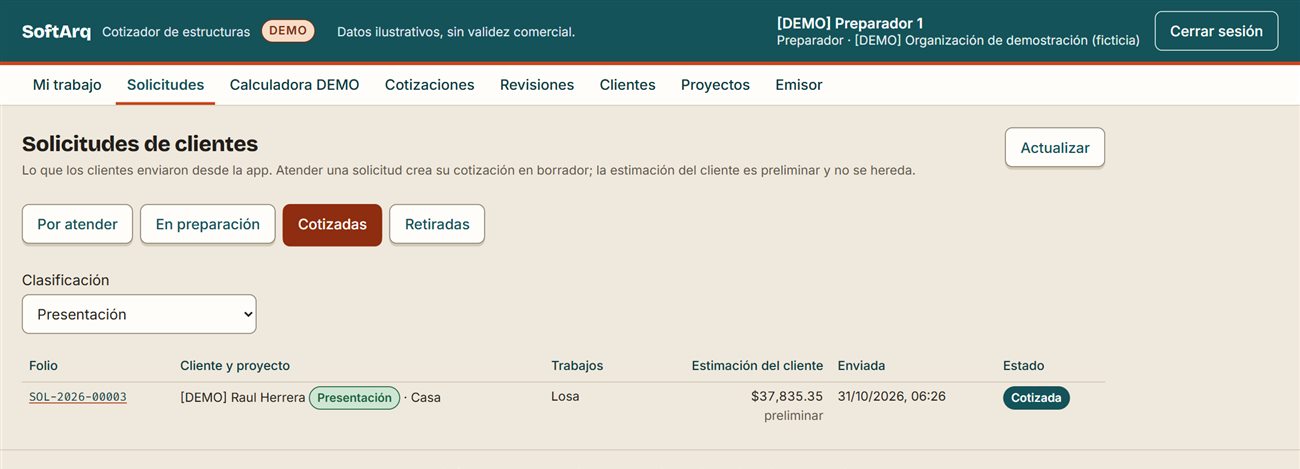 SoftArq Cotizador de estructuras DEMO Datos ilustrativos, sin validez comercial.
[DEMO] Preparador 1
Preparador · [DEMO] Organización de demostración (ficticia)
Cerrar sesión
Mi trabajo Solicitudes Calculadora DEMO Cotizaciones Revisiones Clientes Proyectos Emisor
Solicitudes de clientes
Lo que los clientes enviaron desde la app. Atender una solicitud crea su cotización en borrador; la estimación del cliente es preliminar y no se hereda.
Actualizar
Por atender En preparación Cotizadas Retiradas
Clasificación
Presentación
Folio Cliente y proyecto Trabajos Estimación del cliente Enviada Estado
SOL-2026-00003 [DEMO] Raul Herrera Presentación · Casa Losa $37,835.35 31/10/2026, 06:26 Cotizada
preliminar